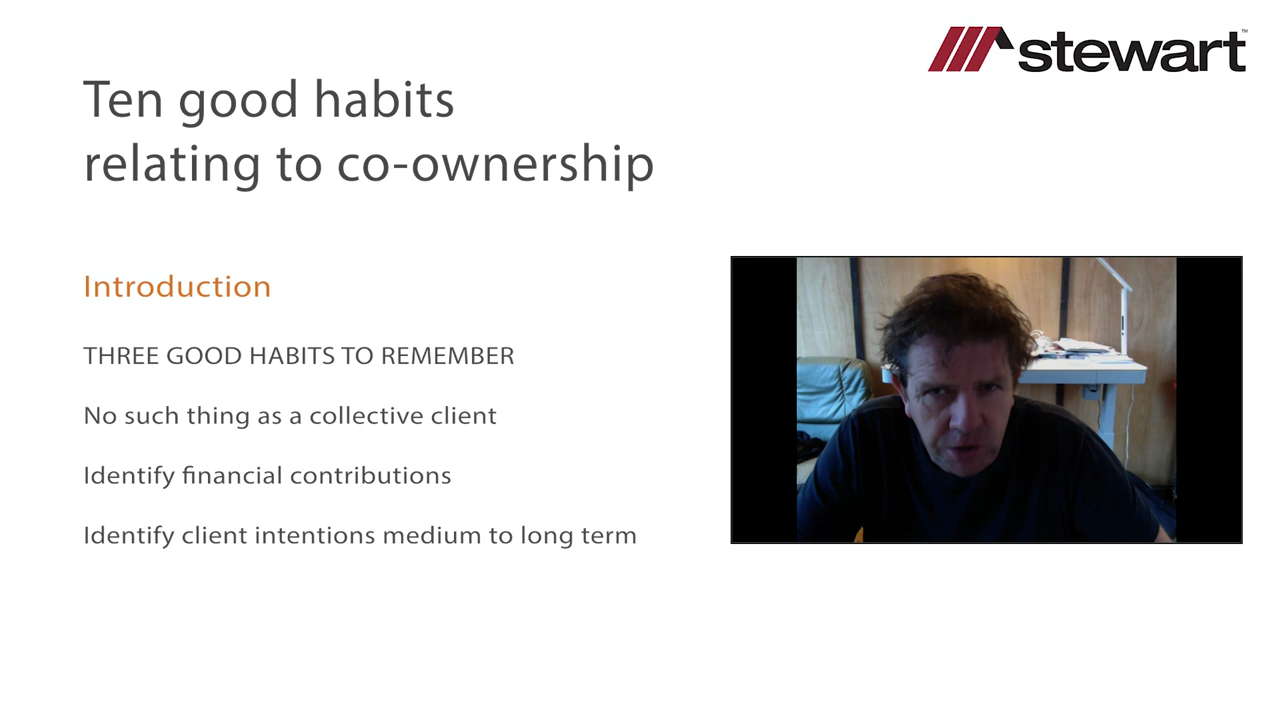 stewart™
Ten good habits
relating to co-ownership
Introduction
THREE GOOD HABITS TO REMEMBER
No such thing as a collective client
Identify financial contributions
Identify client intentions medium to long term